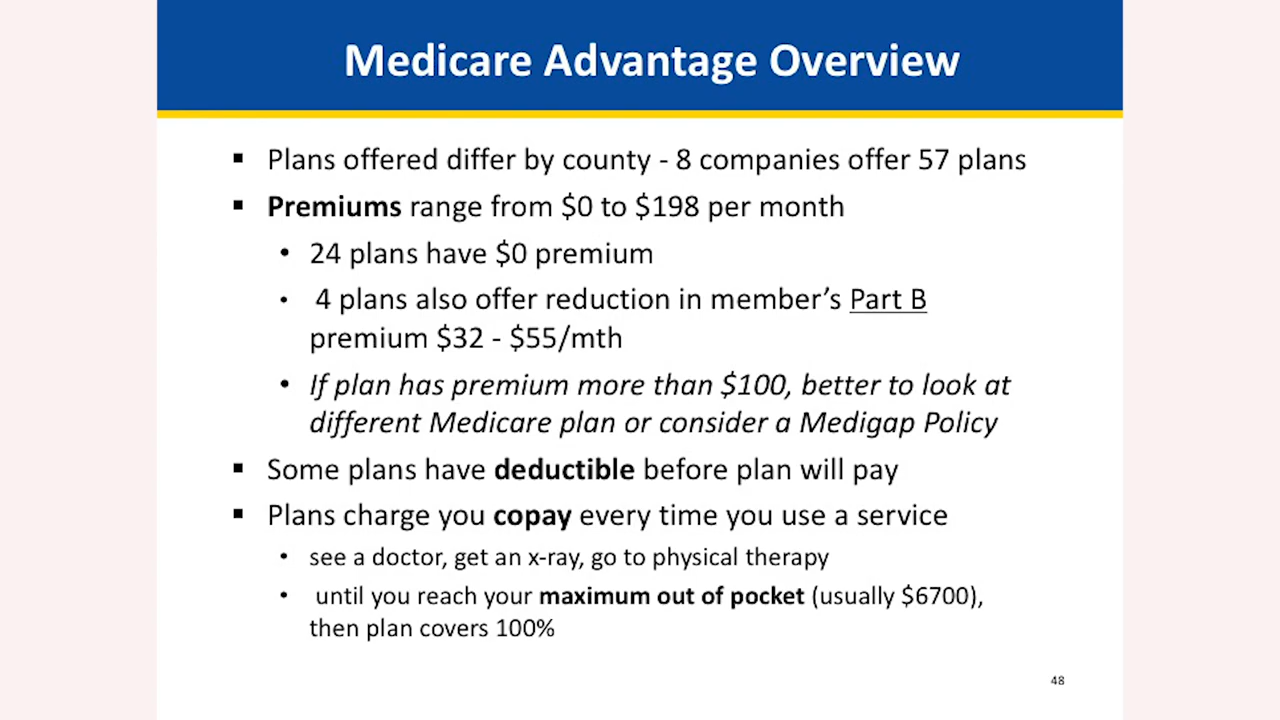 Medicare Advantage Overview
▪ Plans offered differ by county - 8 companies offer 57 plans
▪ Premiums range from $0 to $198 per month
• 24 plans have $0 premium
• 4 plans also offer reduction in member’s Part B
premium $32 - $55/mth
• If plan has premium more than $100, better to look at
different Medicare plan or consider a Medigap Policy
▪ Some plans have deductible before plan will pay
▪ Plans charge you copay every time you use a service
• see a doctor, get an x-ray, go to physical therapy
• until you reach your maximum out of pocket (usually $6700),
then plan covers 100%
48